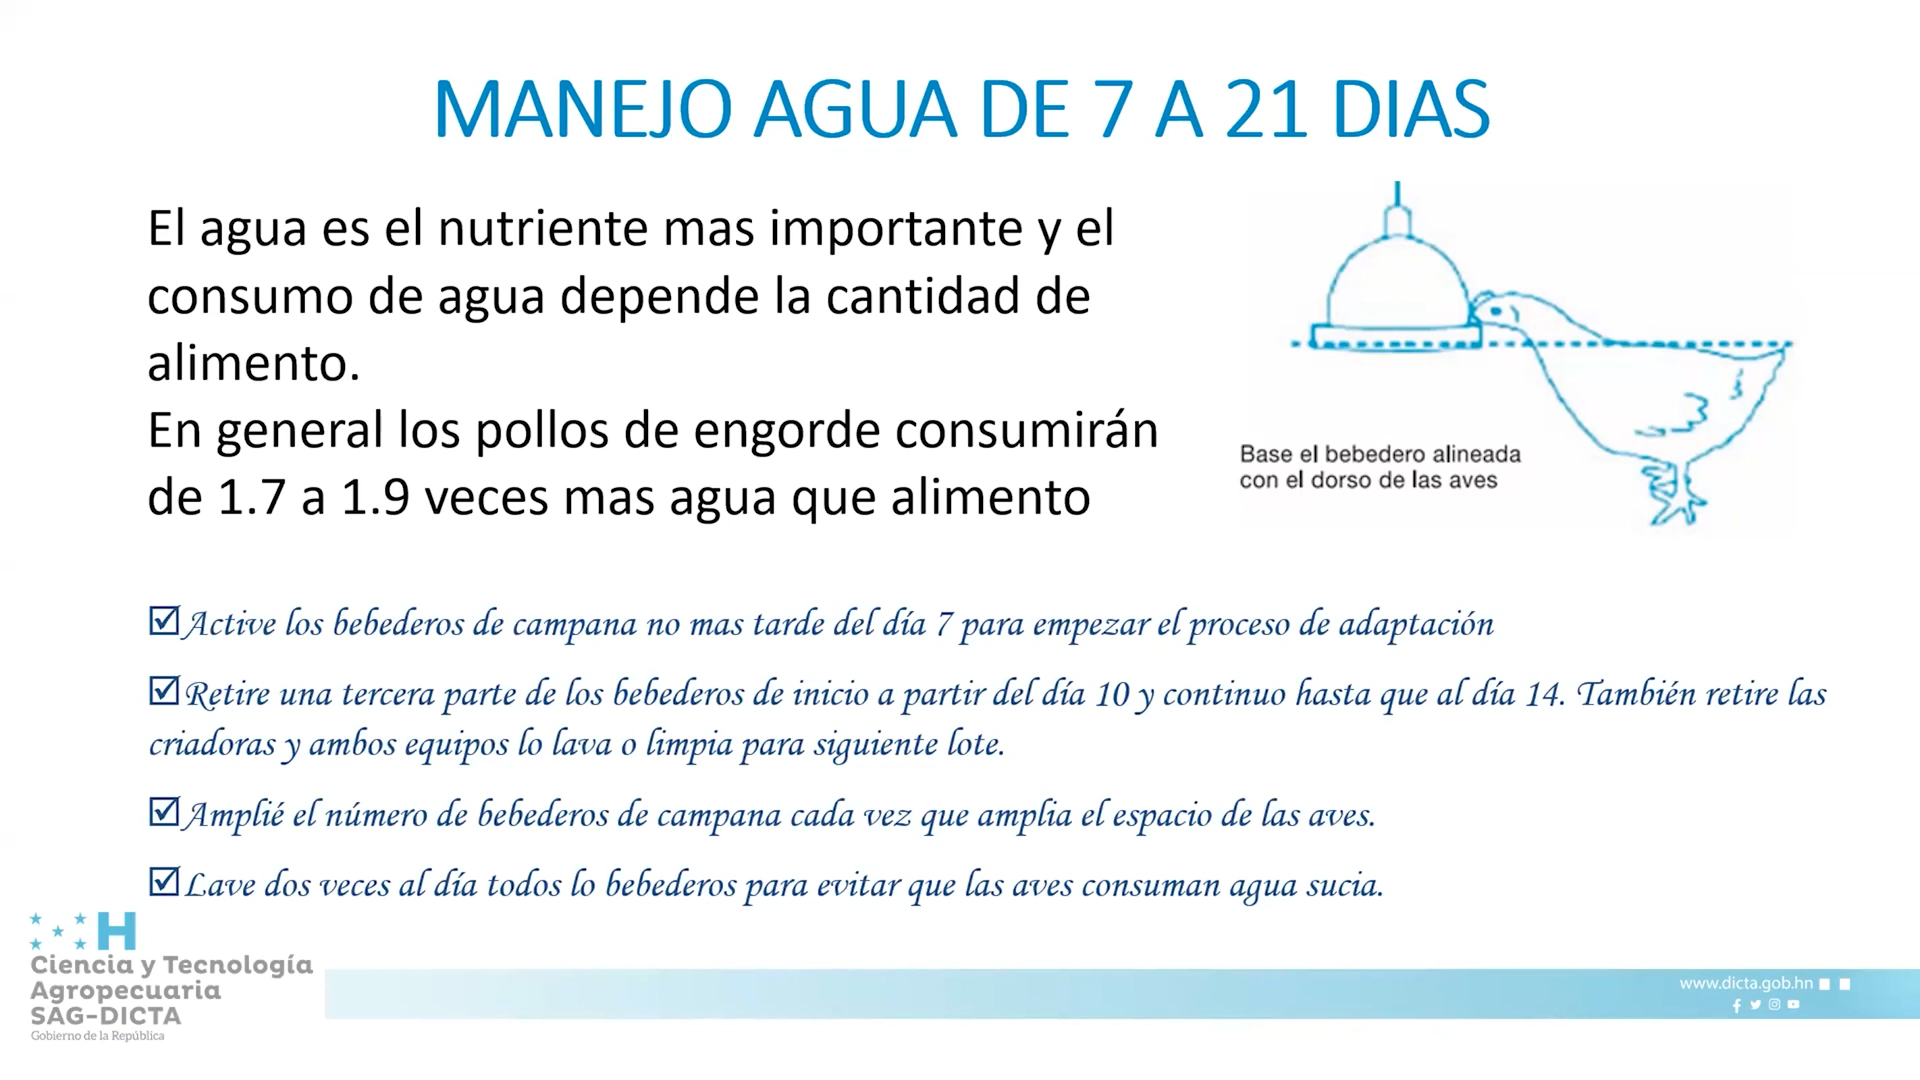 MANEJO AGUA DE 7 A 21 DIAS
El agua es el nutriente mas importante y el
consumo de agua depende la cantidad de
alimento.
En general los pollos de engorde consumirán
de 1.7 a 1.9 veces mas agua que alimento
Base el bebedero alineada
con el dorso de las aves
Active los bebederos de campana no mas tarde del día 7 para empezar el proceso de adaptación
Retire una tercera parte de los bebederos de inicio a partir del día 10 y continuo hasta que al día 14. También retire las
criadoras y ambos equipos lo lava o limpia para siguiente lote.
Amplié el número de bebederos de campana cada vez que amplia el espacio de las aves.
Lave dos veces al día todos lo bebederos para evitar que las aves consuman agua sucia.
H
Ciencia y Tecnología
Agropecuaria
SAG-DICTA
Gobierno de la República
www.dicta.gob.hn